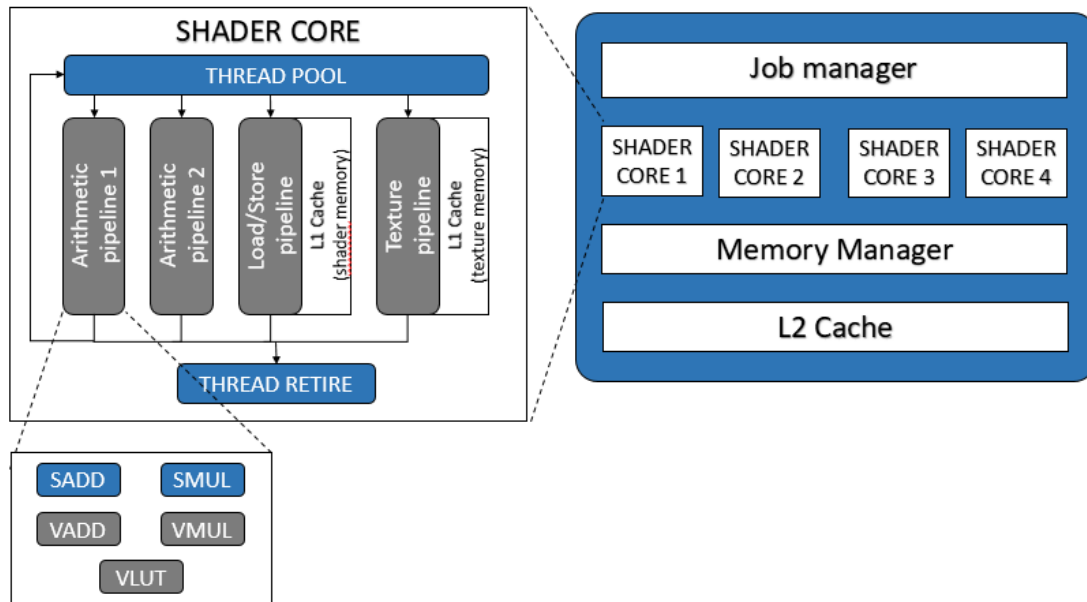 SHADER CORE
THREAD POOL
Arithmetic
pipeline 1
Arithmetic
pipeline 2
Load/Store
pipeline
L1 Cache
(shader memory)
Texture
pipeline
L1 Cache
(texture memory)
THREAD RETIRE
SADD
SMUL
VADD
VMUL
VLUT
Job manager
SHADER
CORE 1
SHADER
CORE 2
SHADER
CORE 3
SHADER
CORE 4
Memory Manager
L2 Cache